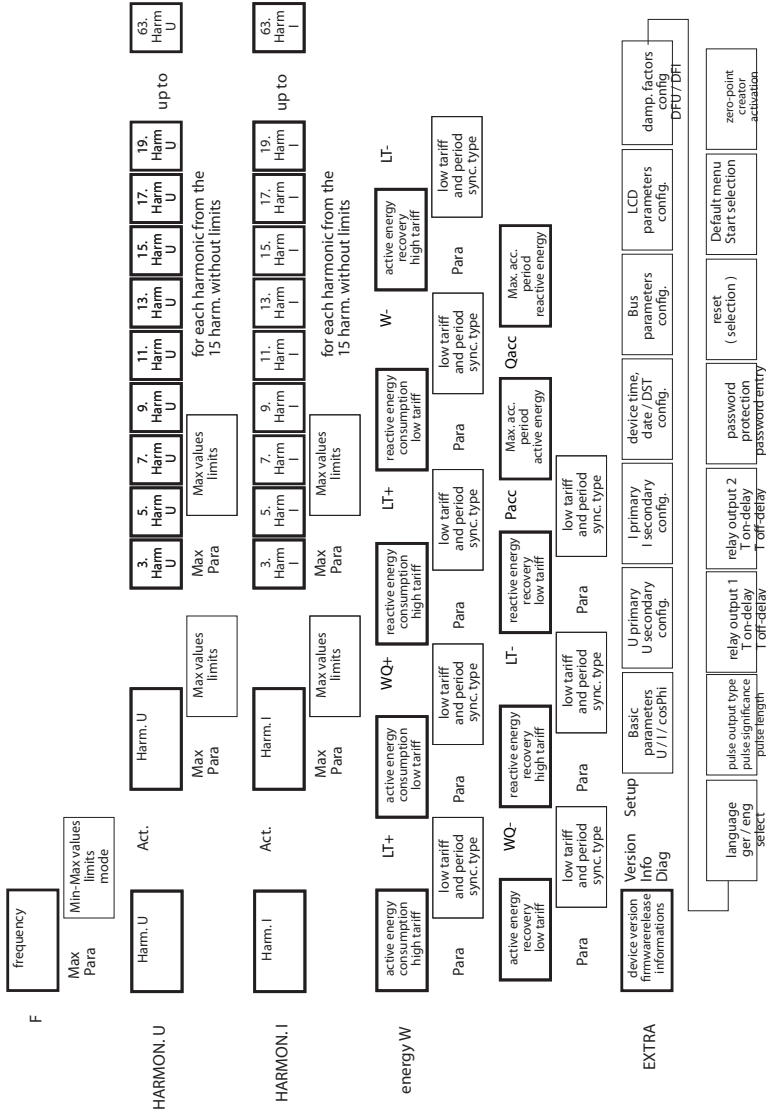 F
frequency
Max
Para
Min-Max values
limits
mode
HARMON. U
Harm. U
Act.
Harm. U
Max
Para
Max values
limits
3.
Harm
U
5.
Harm
U
7.
Harm
U
9.
Harm
U
11.
Harm
U
13.
Harm
U
15.
Harm
U
17.
Harm
U
19.
Harm
U
up to
63.
Harm
U
Max
Para
Max values
limits
for each harmonic from the
15 harm. without limits
HARMON. I
Harm. I
Act.
Harm. I
Max
Para
Max values
limits
3.
Harm
I
5.
Harm
I
7.
Harm
I
9.
Harm
I
11.
Harm
I
13.
Harm
I
15.
Harm
I
17.
Harm
I
19.
Harm
I
up to
63.
Harm
I
Max
Para
Max values
limits
for each harmonic from the
15 harm. without limits
energy W
active energy
consumption
high tariff
LT+
active energy
consumption
low tariff
WQ+
reactive energy
consumption
high tariff
LT+
reactive energy
consumption
low tariff
W-
active energy
recovery
high tariff
LT-
Para
low tariff
and period
sync. type
Para
low tariff
and period
sync. type
Para
low tariff
and period
sync. type
Para
low tariff
and period
sync. type
Para
low tariff
and period
sync. type
active energy
recovery
low tariff
WQ-
reactive energy
recovery
high tariff
LT-
reactive energy
recovery
low tariff
Pacc
Max. acc.
period
active energy
Qacc
Max. acc.
period
reactive energy
Para
low tariff
and period
sync. type
Para
low tariff
and period
sync. type
Para
low tariff
and period
sync. type
EXTRA
device version
firmwarerelease
informations
Version
Info
Diag
Setup
Basic
parameters
U / I / cosPhi
U primary
U secondary
config.
I primary
I secondary
config.
device time,
date / DST
config.
Bus
parameters
config.
LCD
parameters
config.
damp. factors
config
DFU / DFI
language
ger / eng
select
pulse output type
pulse significance
pulse length
relay output 1
T on-delay
T off-delay
relay output 2
T on-delay
T off-delay
password
protection
password entry
reset
( selection )
Default menu
Start selection
zero-point
creator
activation